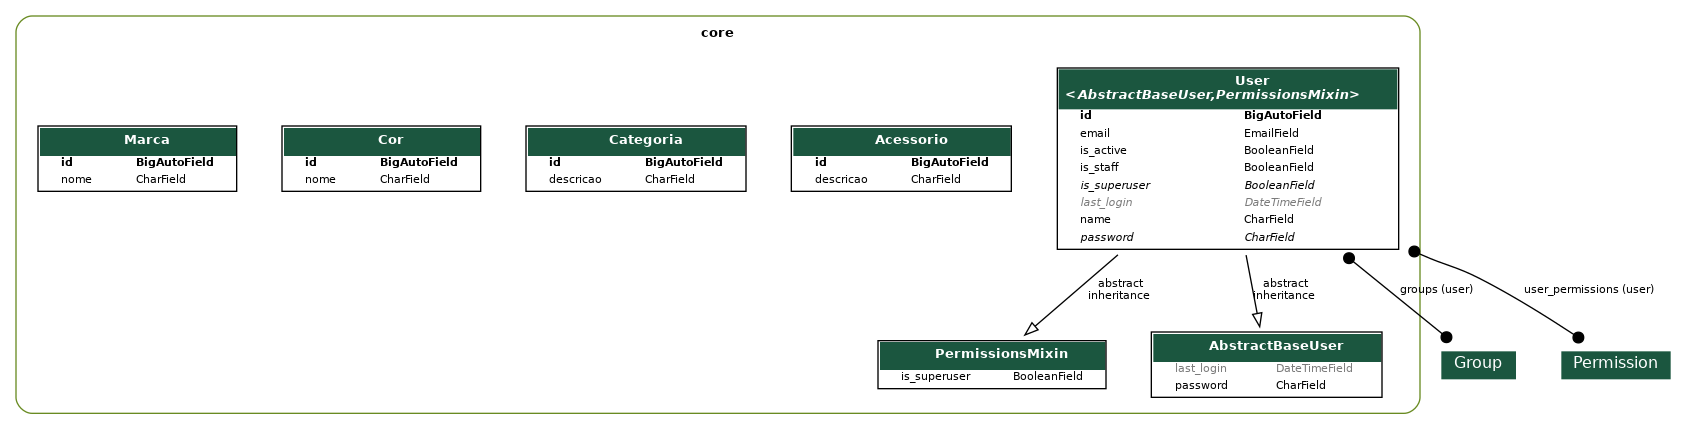 core
Marca
id BigAutoField
nome CharField
Cor
id BigAutoField
nome CharField
Categoria
id BigAutoField
descricao CharField
Acessorio
id BigAutoField
descricao CharField
User
<AbstractBaseUser,PermissionsMixin>
id BigAutoField
email EmailField
is_active BooleanField
is_staff BooleanField
is_superuser BooleanField
last_login DateTimeField
name CharField
password CharField
abstract
inheritance
abstract
inheritance
groups (user)
user_permissions (user)
PermissionsMixin
is_superuser BooleanField
AbstractBaseUser
last_login DateTimeField
password CharField
Group
Permission